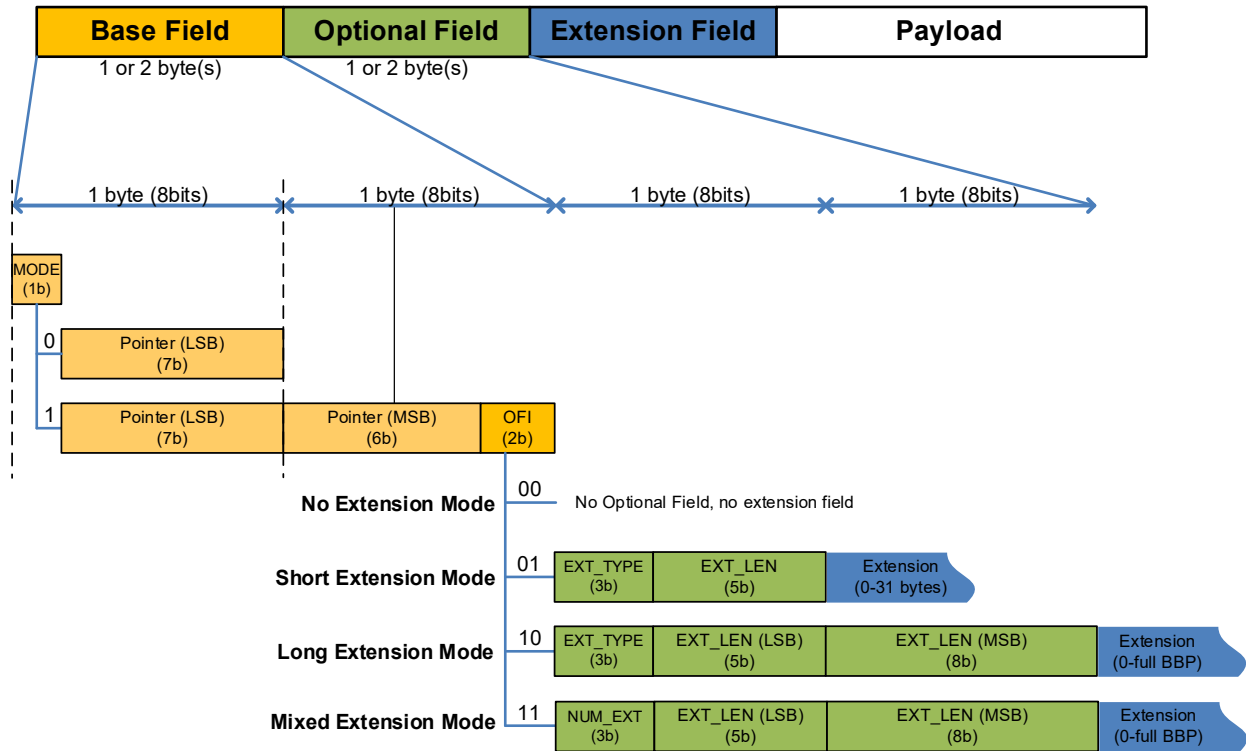 Base Field
Optional Field
Extension Field
Payload
1 or 2 byte(s)
1 or 2 byte(s)
1 byte (8bits)
1 byte (8bits)
1 byte (8bits)
1 byte (8bits)
MODE
(1b)
0
Pointer (LSB)
(7b)
1
Pointer (LSB)
(7b)
Pointer (MSB)
(6b)
OFI
(2b)
No Extension Mode
00
No Optional Field, no extension field
Short Extension Mode
01
EXT_TYPE
(3b)
EXT_LEN
(5b)
Extension
(0-31 bytes)
Long Extension Mode
10
EXT_TYPE
(3b)
EXT_LEN (LSB)
(5b)
EXT_LEN (MSB)
(8b)
Extension
(0-full BBP)
Mixed Extension Mode
11
NUM_EXT
(3b)
EXT_LEN (LSB)
(5b)
EXT_LEN (MSB)
(8b)
Extension
(0-full BBP)